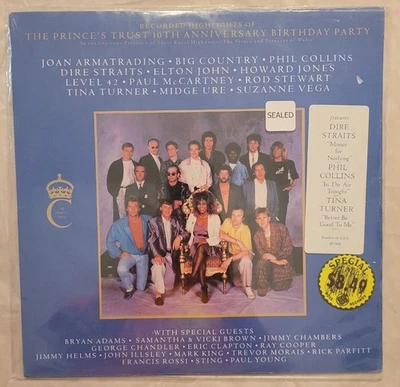 RECORDED HIGHLIGHTS OF
THE PRINCE'S TRUST 10TH ANNIVERSARY BIRTHDAY PARTY
JOAN ARMATRADING • BIG COUNTRY • PHIL COLLINS
DIRE STRAITS • ELTON JOHN • HOWARD JONES
LEVEL 42 • PAUL McCARTNEY • ROD STEWART
TINA TURNER • MIDGE URE • SUZANNE VEGA
SEALED
features
DIRE
STRAITS
"Money
for
Nothing"
PHIL
COLLINS
"In The Air
Tonight"
TINA
TURNER
"Better Be
Good To Me"
SPECIAL
$8.49
WITH SPECIAL GUESTS
BRYAN ADAMS • SAMANTHA & VICKI BROWN • JIMMY CHAMBERS
GEORGE CHANDLER • ERIC CLAPTON • RAY COOPER
JIMMY HELMS • JOHN ILLSLEY • MARK KING • TREVOR MORAIS • RICK PARFITT
FRANCIS ROSSI • STING • PAUL YOUNG